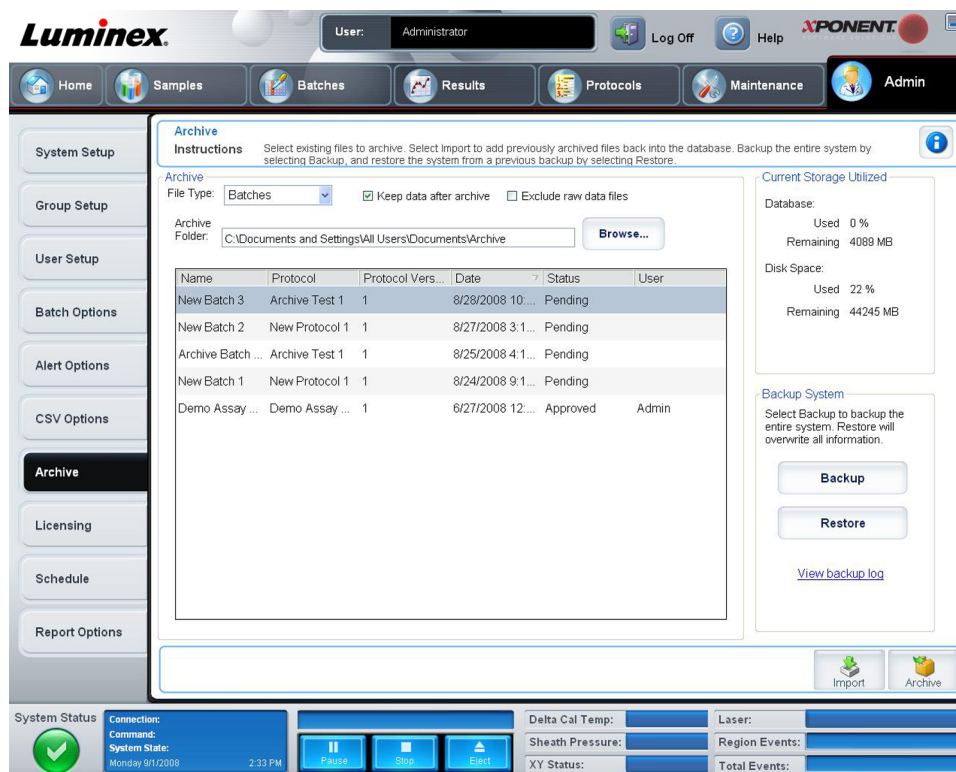 Luminex.
User: Administrator
Log Off
Help
XPONENT.
Home
Samples
Batches
Results
Protocols
Maintenance
Admin
System Setup
Group Setup
User Setup
Batch Options
Alert Options
CSV Options
Archive
Licensing
Schedule
Report Options
Archive
Instructions Select existing files to archive. Select Import to add previously archived files back into the database. Backup the entire system by
selecting Backup, and restore the system from a previous backup by selecting Restore.
Archive
File Type: Batches Keep data after archive Exclude raw data files
Archive
Folder: C:\Documents and Settings\All Users\Documents\Archive Browse...
Name Protocol Protocol Vers... Date Status User
New Batch 3 Archive Test 1 1 8/28/2008 10:... Pending
New Batch 2 New Protocol 1 1 8/27/2008 3:1... Pending
Archive Batch ... Archive Test 1 1 8/25/2008 4:1... Pending
New Batch 1 New Protocol 1 1 8/24/2008 9:1... Pending
Demo Assay ... Demo Assay ... 1 6/27/2008 12:... Approved Admin
Current Storage Utilized
Database:
Used 0 %
Remaining 4089 MB
Disk Space:
Used 22 %
Remaining 44245 MB
Backup System
Select Backup to backup the
entire system. Restore will
overwrite all information.
Backup
Restore
View backup log
Import
Archive
System Status
Connection:
Command:
System State:
Monday 9/1/2008 2:33 PM
Pause
Stop
Eject
Delta Cal Temp:
Sheath Pressure:
XY Status:
Laser:
Region Events:
Total Events: